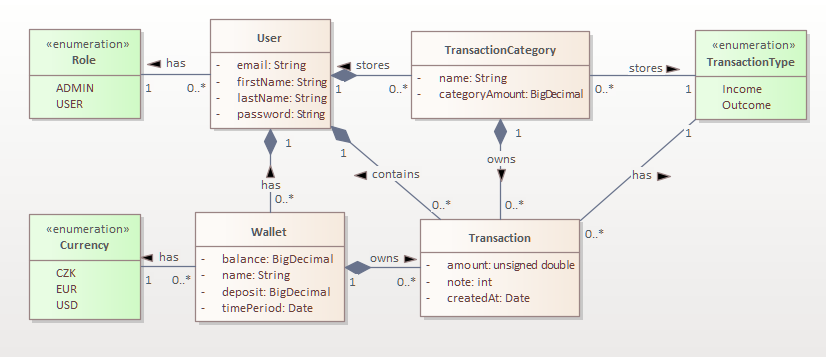 «enumeration»
Role
ADMIN
USER
has
1
0..*
User
- email: String
- firstName: String
- lastName: String
- password: String
stores
1
0..*
TransactionCategory
- name: String
- categoryAmount: BigDecimal
stores
0..*
1
«enumeration»
TransactionType
Income
Outcome
1
has
0..*
1
contains
0..*
1
owns
0..*
1
has
0..*
«enumeration»
Currency
CZK
EUR
USD
has
1
0..*
Wallet
- balance: BigDecimal
- name: String
- deposit: BigDecimal
- timePeriod: Date
owns
1
0..*
Transaction
- amount: unsigned double
- note: int
- createdAt: Date